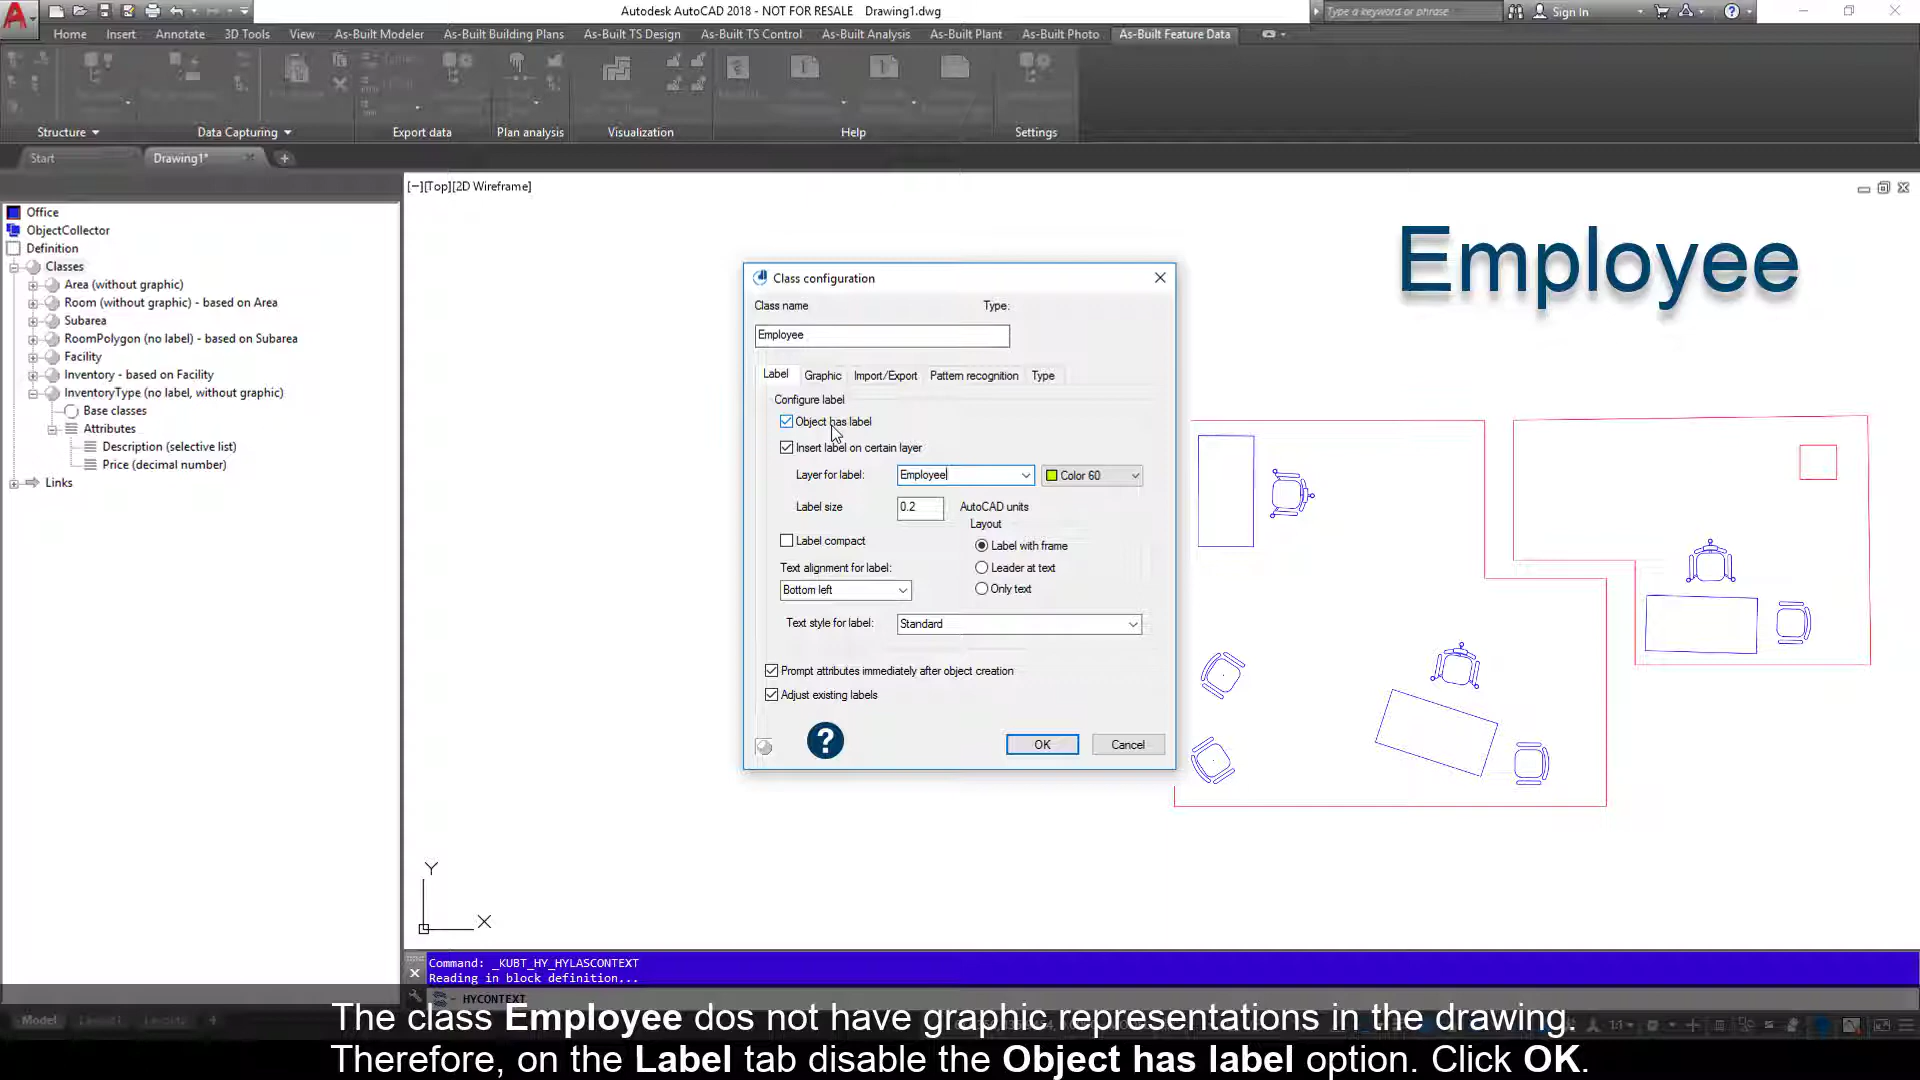 Autodesk AutoCAD 2018 - NOT FOR RESALE Drawing1.dwg
Type a keyword or phrase
Sign In
Home Insert Annotate 3D Tools View As-Built Modeler As-Built Building Plans As-Built TS Design As-Built TS Control As-Built Analysis As-Built Plant As-Built Photo As-Built Feature Data
Structure Data Capturing Export data Plan analysis Visualization Help Settings
Start Drawing1*
[−][Top][2D Wireframe]
Office
ObjectCollector
Definition
Classes
Area (without graphic)
Room (without graphic) - based on Area
Subarea
RoomPolygon (no label) - based on Subarea
Facility
Inventory - based on Facility
InventoryType (no label, without graphic)
Base classes
Attributes
Description (selective list)
Price (decimal number)
Links
Employee
Class configuration
Class name Type:
Employee
Label Graphic Import/Export Pattern recognition Type
Configure label
Object has label
Insert label on certain layer
Layer for label: Employee Color 60
Label size 0.2 AutoCAD units
Layout
Label compact Label with frame
Text alignment for label: Leader at text
Bottom left Only text
Text style for label: Standard
Prompt attributes immediately after object creation
Adjust existing labels
? OK Cancel
Y
X
Command: _KUBT_HY_HYLASCONTEXT
Reading in block definition...
HYCONTEXT
Model
1:1
The class Employee dos not have graphic representations in the drawing.
Therefore, on the Label tab disable the Object has label option. Click OK.